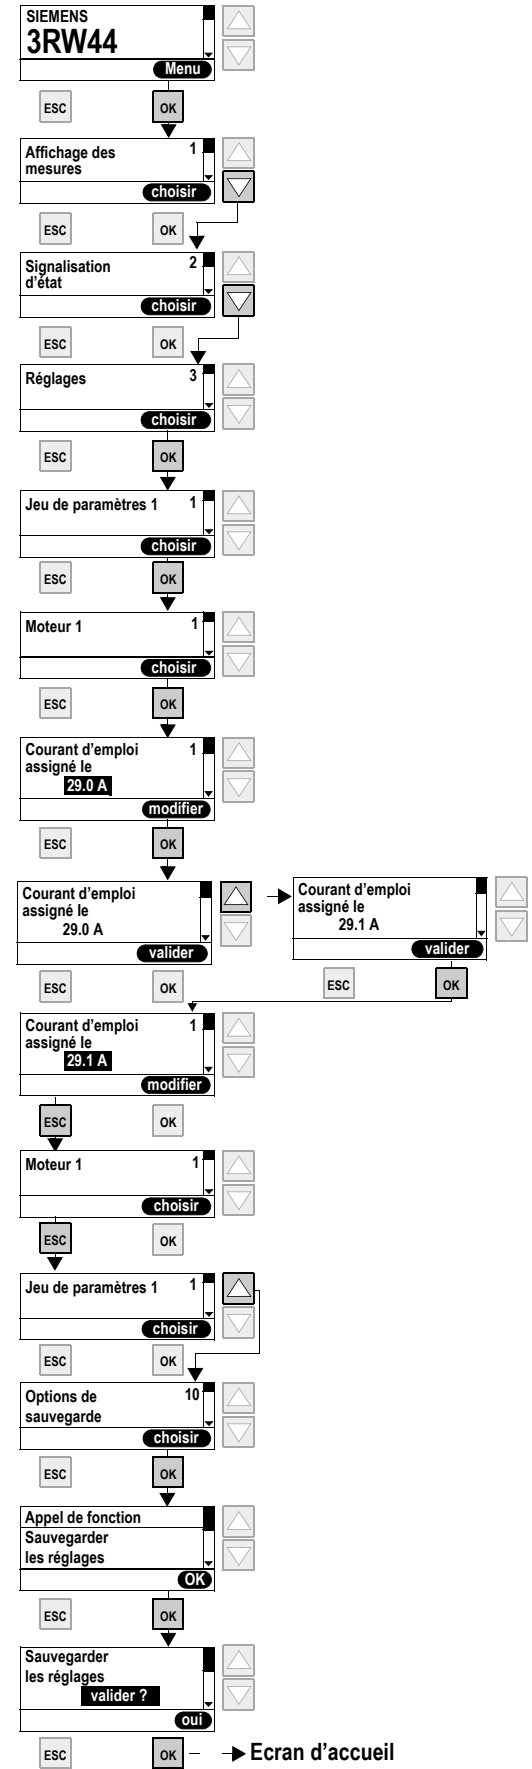 SIEMENS
3RW44
Menu
ESC OK
Affichage des 1
mesures
choisir
ESC OK
Signalisation 2
d'état
choisir
ESC OK
Réglages 3
choisir
ESC OK
Jeu de paramètres 1 1
choisir
ESC OK
Moteur 1 1
choisir
ESC OK
Courant d'emploi 1
assigné le
29.0 A
modifier
ESC OK
Courant d'emploi
assigné le
29.0 A
valider
ESC OK
Courant d'emploi
assigné le
29.1 A
valider
ESC OK
Courant d'emploi 1
assigné le
29.1 A
modifier
ESC OK
Moteur 1 1
choisir
ESC OK
Jeu de paramètres 1 1
choisir
ESC OK
Options de 10
sauvegarde
choisir
ESC OK
Appel de fonction
Sauvegarder
les réglages
OK
ESC OK
Sauvegarder
les réglages
valider ?
oui
ESC OK Ecran d'accueil